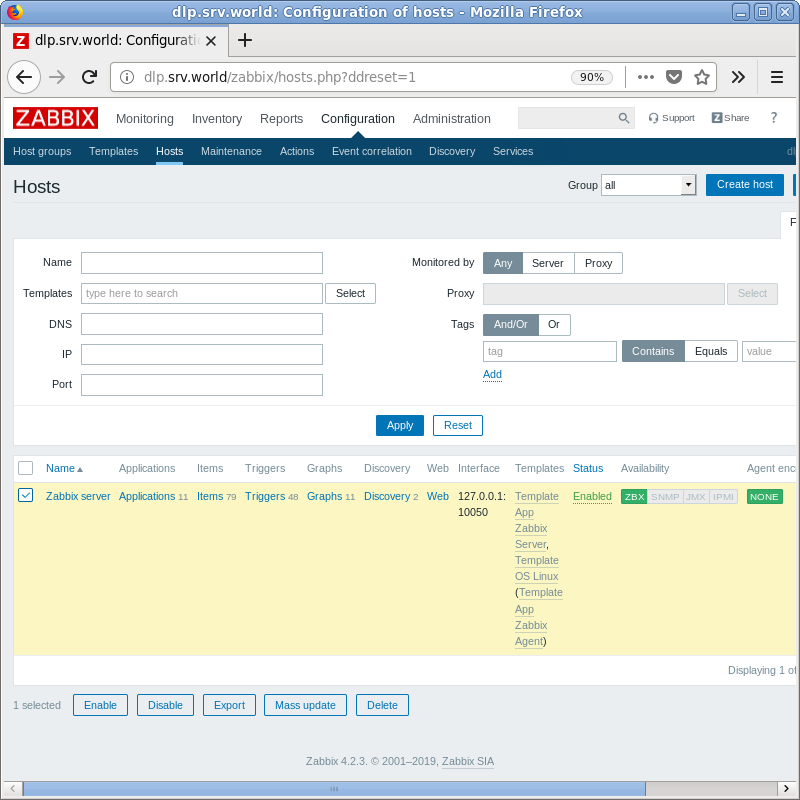 dlp.srv.world: Configuration of hosts - Mozilla Firefox
Z dlp.srv.world: Configurati
dlp.srv.world/zabbix/hosts.php?ddreset=1 90%
ZABBIX Monitoring Inventory Reports Configuration Administration Support Z Share ?
Host groups Templates Hosts Maintenance Actions Event correlation Discovery Services dl
Hosts Group all Create host
F
Name Monitored by Any Server Proxy
Templates type here to search Select Proxy Select
DNS Tags And/Or Or
IP tag Contains Equals value
Port Add
Apply Reset
Name Applications Items Triggers Graphs Discovery Web Interface Templates Status Availability Agent enc
Zabbix server Applications 11 Items 79 Triggers 48 Graphs 11 Discovery 2 Web 127.0.0.1: Template Enabled ZBX SNMP JMX IPMI NONE
10050 App
Zabbix
Server,
Template
OS Linux
(Template
App
Zabbix
Agent)
Displaying 1 of
1 selected Enable Disable Export Mass update Delete
Zabbix 4.2.3. © 2001–2019, Zabbix SIA